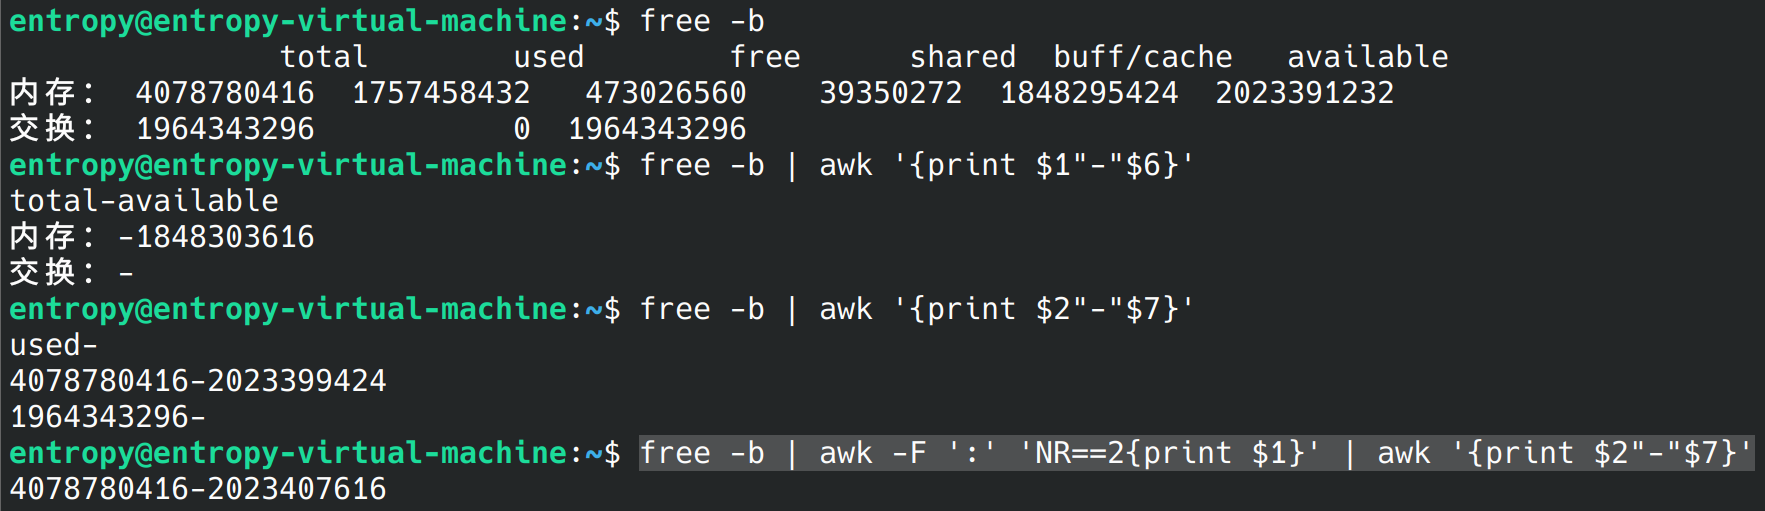 entropy@entropy-virtual-machine:~$ free -b
total used free shared buff/cache available
内存： 4078780416 1757458432 473026560 39350272 1848295424 2023391232
交换： 1964343296 0 1964343296
entropy@entropy-virtual-machine:~$ free -b | awk '{print $1"-"$6}'
total-available
内存：-1848303616
交换：-
entropy@entropy-virtual-machine:~$ free -b | awk '{print $2"-"$7}'
used-
4078780416-2023399424
1964343296-
entropy@entropy-virtual-machine:~$ free -b | awk -F ':' 'NR==2{print $1}' | awk '{print $2"-"$7}'
4078780416-2023407616